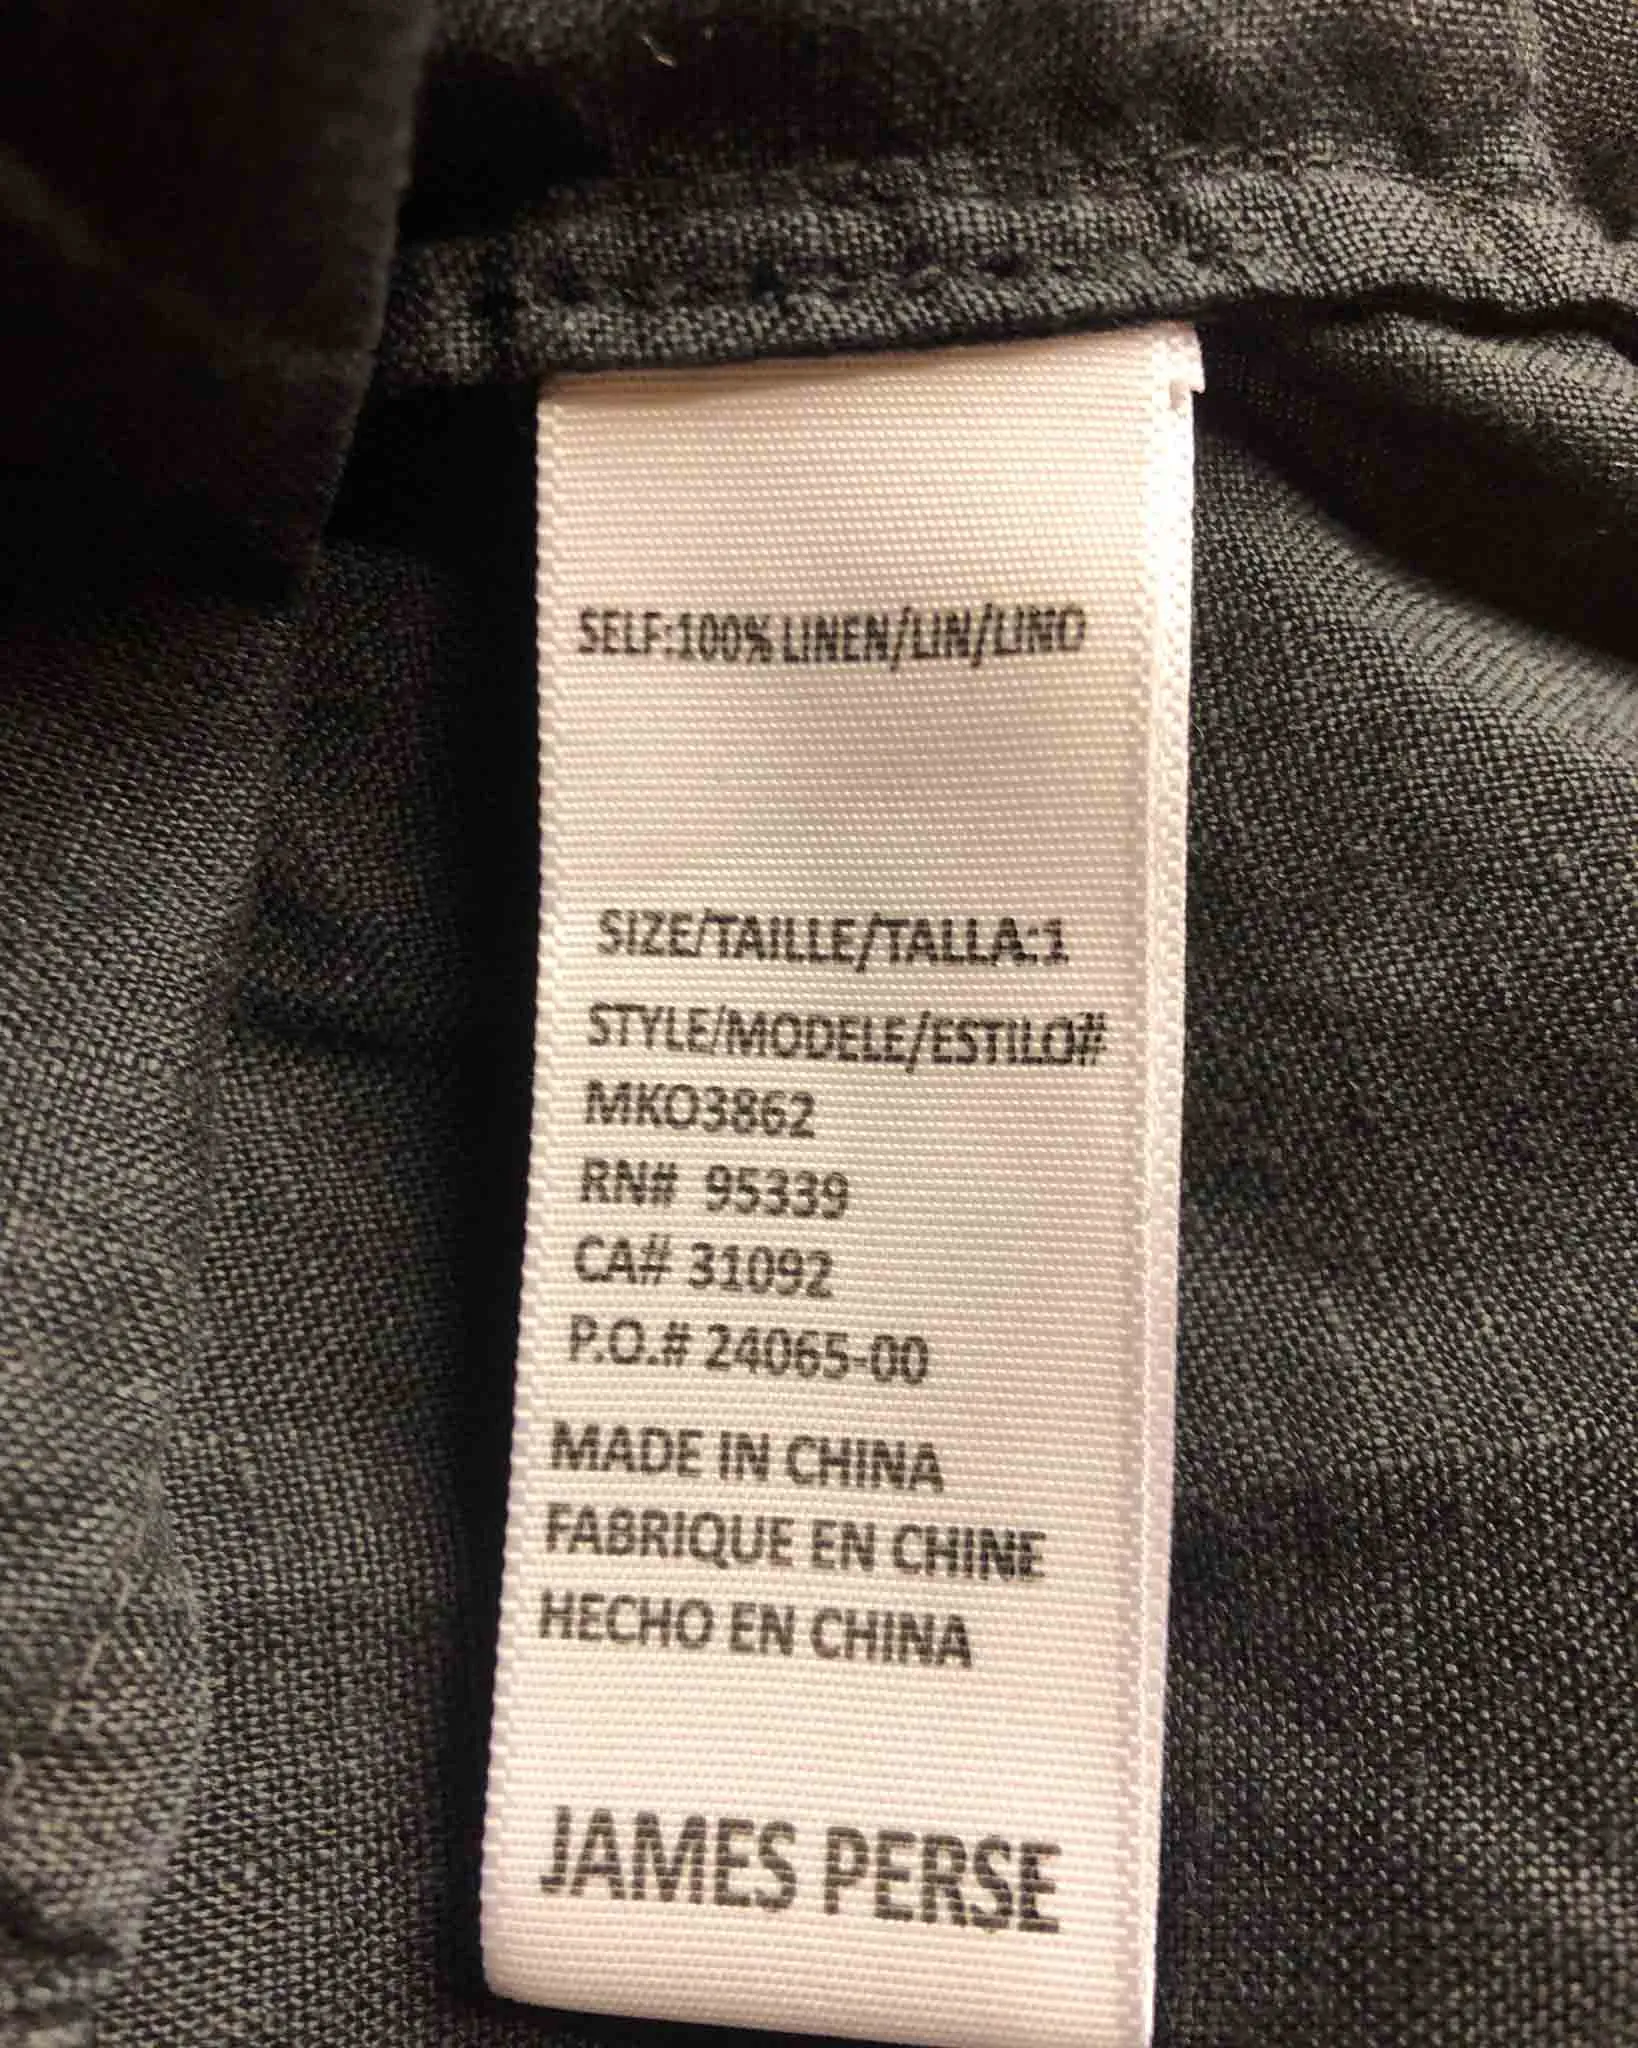 SELF:100% LINEN/LIN/LINO
SIZE/TAILLE/TALLA:1
STYLE/MODELE/ESTILO#
MKO3862
RN# 95339
CA# 31092
P.O.# 24065-00
MADE IN CHINA
FABRIQUE EN CHINE
HECHO EN CHINA
JAMES PERSE